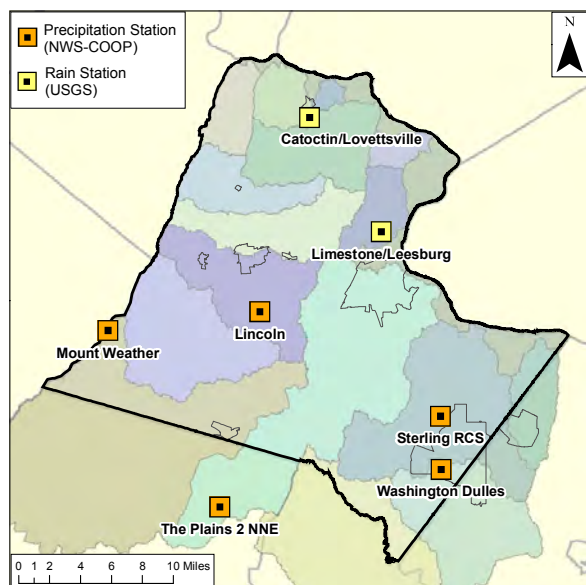 Precipitation Station
(NWS-COOP)
Rain Station
(USGS)
N
Catoctin/Lovettsville
Limestone/Leesburg
Lincoln
Mount Weather
Sterling RCS
Washington Dulles
The Plains 2 NNE
0 1 2 4 6 8 10 Miles